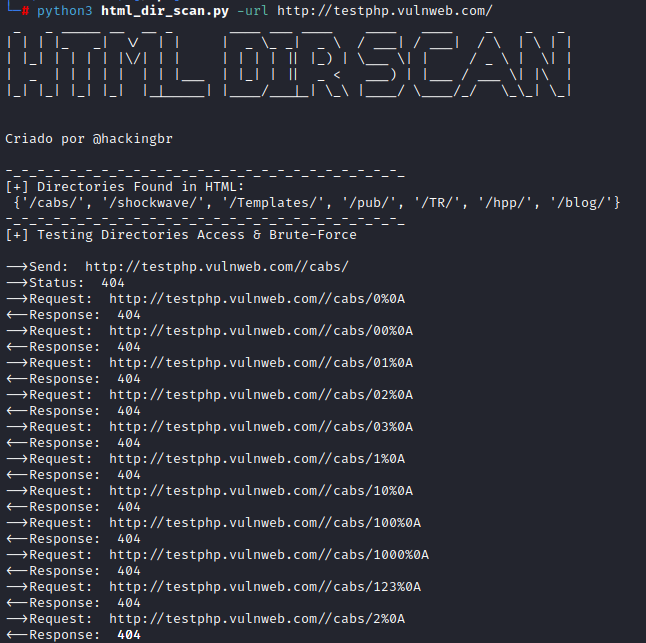 └─# python3 html_dir_scan.py -url http://testphp.vulnweb.com/
HTML DIRSCAN
Criado por @hackingbr
-_-_-_-_-_-_-_-_-_-_-_-_-_-_-_-_-_-_-_-_-_-_-_-_-_
[+] Directories Found in HTML:
{'/cabs/', '/shockwave/', '/Templates/', '/pub/', '/TR/', '/hpp/', '/blog/'}
-_-_-_-_-_-_-_-_-_-_-_-_-_-_-_-_-_-_-_-_-_-_-_-_-_
[+] Testing Directories Access & Brute-Force
-->Send:  http://testphp.vulnweb.com//cabs/
-->Status:  404
-->Request:  http://testphp.vulnweb.com//cabs/0%0A
<--Response:  404
-->Request:  http://testphp.vulnweb.com//cabs/00%0A
<--Response:  404
-->Request:  http://testphp.vulnweb.com//cabs/01%0A
<--Response:  404
-->Request:  http://testphp.vulnweb.com//cabs/02%0A
<--Response:  404
-->Request:  http://testphp.vulnweb.com//cabs/03%0A
<--Response:  404
-->Request:  http://testphp.vulnweb.com//cabs/1%0A
<--Response:  404
-->Request:  http://testphp.vulnweb.com//cabs/10%0A
<--Response:  404
-->Request:  http://testphp.vulnweb.com//cabs/100%0A
<--Response:  404
-->Request:  http://testphp.vulnweb.com//cabs/1000%0A
<--Response:  404
-->Request:  http://testphp.vulnweb.com//cabs/123%0A
<--Response:  404
-->Request:  http://testphp.vulnweb.com//cabs/2%0A
<--Response:  404